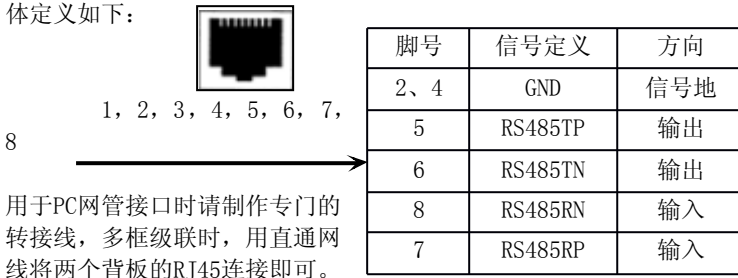 体定义如下：
1，2，3，4，5，6，7，
8
用于PC网管接口时请制作专门的
转接线，多框级联时，用直通网
线将两个背板的RJ45连接即可。
脚号 信号定义 方向
2、4 GND 信号地
5 RS485TP 输出
6 RS485TN 输出
8 RS485RN 输入
7 RS485RP 输入